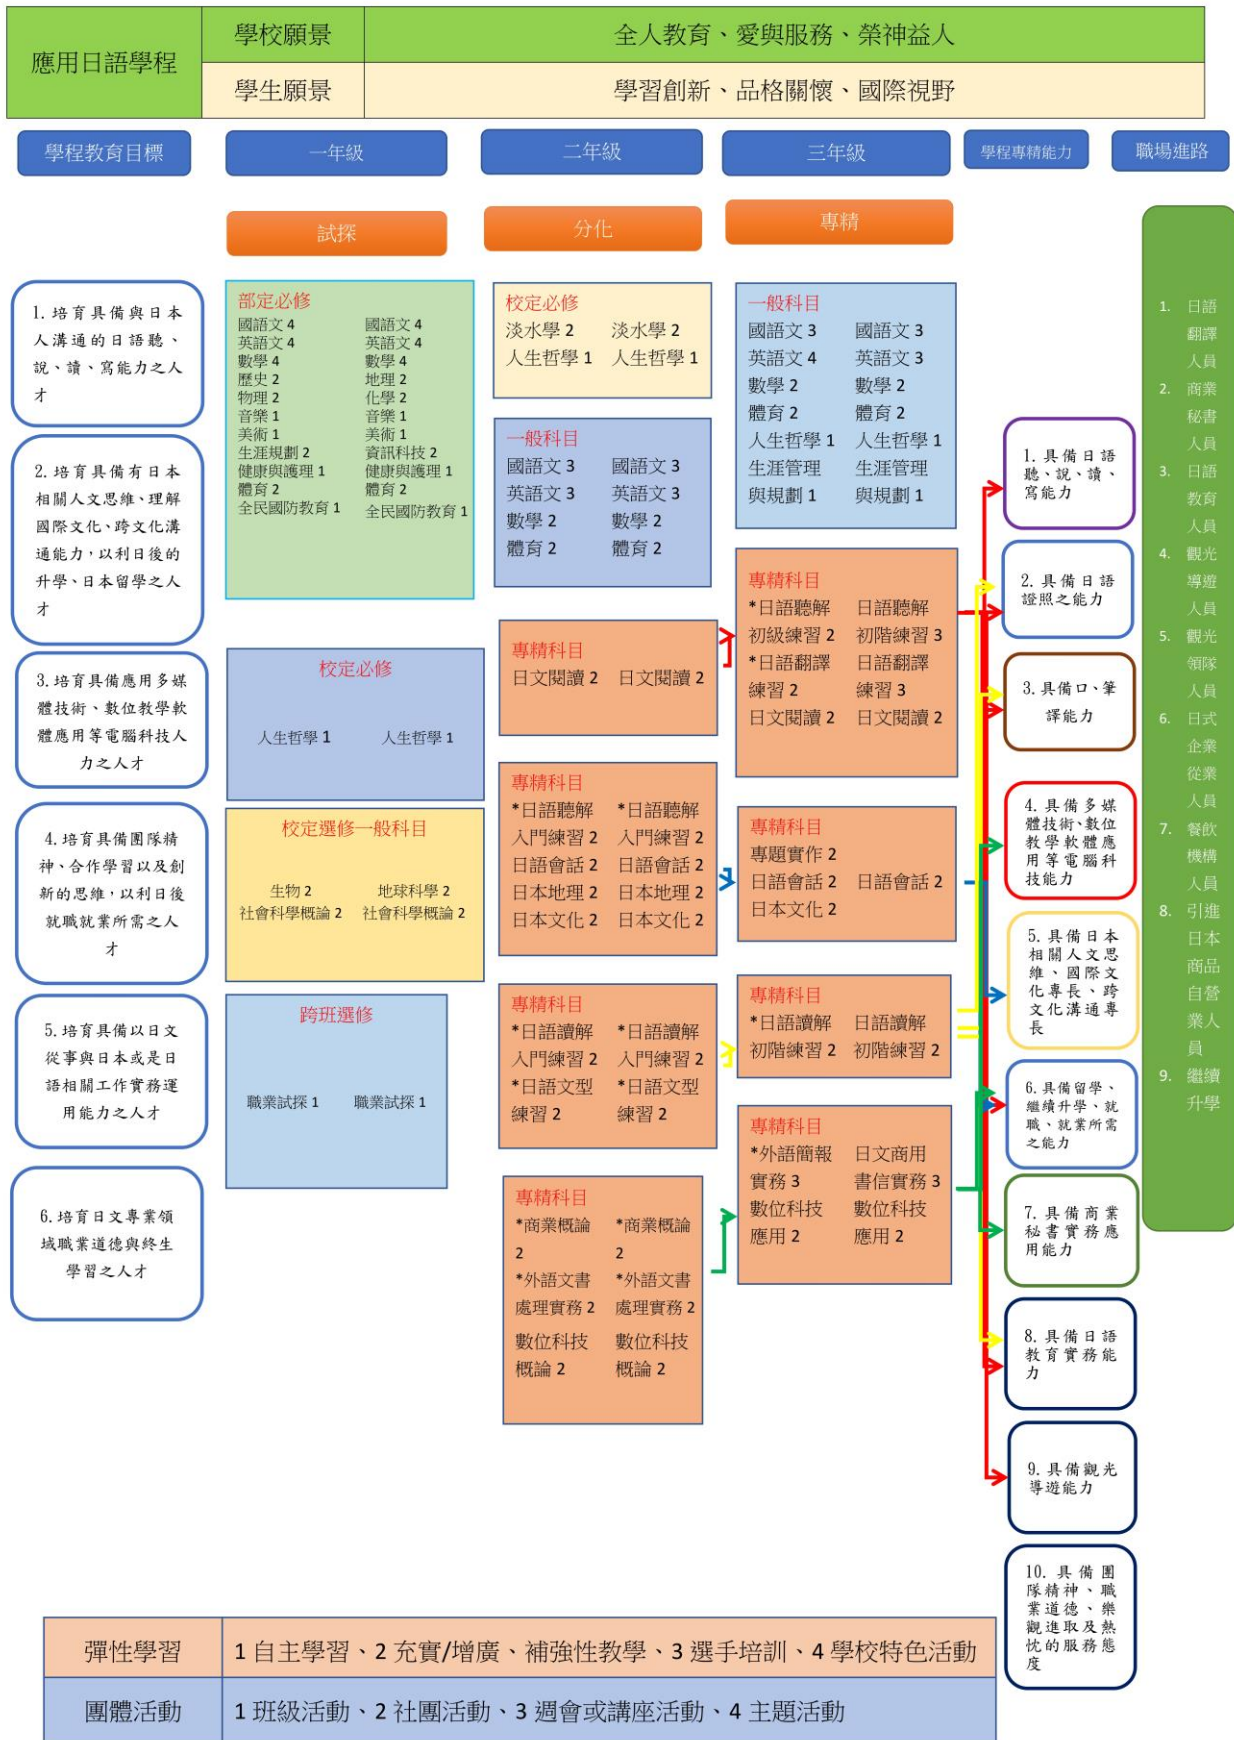 應用日語學程
學校願景
全人教育、愛與服務、榮神益人
學生願景
學習創新、品格關懷、國際視野
學程教育目標
一年級
二年級
三年級
學程專精能力
職場進路
試探
分化
專精
1.培育具備與日本
人溝通的日語聽、
說、讀、寫能力之人
才
2.培育具備有日本
相關人文思維、理解
國際文化、跨文化溝
通能力，以利日後的
升學、日本留學之人
才
3.培育具備應用多媒
體技術、數位教學軟
體應用等電腦科技人
力之人才
4.培育具備團隊精
神、合作學習以及創
新的思維，以利日後
就職就業所需之人
才
5.培育具備以日文
從事與日本或是日
語相關工作實務運
用能力之人才
6.培育日文專業領
域職業道德與終生
學習之人才
部定必修
國語文 4 國語文 4
英語文 4 英語文 4
數學 4 數學 4
歷史 2 地理 2
物理 2 化學 2
音樂 1 音樂 1
美術 1 美術 1
生涯規劃 2 資訊科技 2
健康與護理 1 健康與護理 1
體育 2 體育 2
全民國防教育 1 全民國防教育 1
校定必修
人生哲學 1 人生哲學 1
校定選修一般科目
生物 2 地球科學 2
社會科學概論 2 社會科學概論 2
跨班選修
職業試探 1 職業試探 1
校定必修
淡水學 2 淡水學 2
人生哲學 1 人生哲學 1
一般科目
國語文 3 國語文 3
英語文 3 英語文 3
數學 2 數學 2
體育 2 體育 2
專精科目
日文閱讀 2 日文閱讀 2
專精科目
*日語聽解 *日語聽解
入門練習 2 入門練習 2
日語會話 2 日語會話 2
日本地理 2 日本地理 2
日本文化 2 日本文化 2
專精科目
*日語讀解 *日語讀解
入門練習 2 入門練習 2
*日語文型 *日語文型
練習 2 練習 2
專精科目
*商業概論 *商業概論
2 2
*外語文書 *外語文書
處理實務 2 處理實務 2
數位科技 數位科技
概論 2 概論 2
一般科目
國語文 3 國語文 3
英語文 4 英語文 3
數學 2 數學 2
體育 2 體育 2
人生哲學 1 人生哲學 1
生涯管理 生涯管理
與規劃 1 與規劃 1
專精科目
*日語聽解 日語聽解
初級練習 2 初階練習 3
*日語翻譯 日語翻譯
練習 2 練習 3
日文閱讀 2 日文閱讀 2
專精科目
專題實作 2
日語會話 2 日語會話 2
日本文化 2
專精科目
*日語讀解 日語讀解
初階練習 2 初階練習 2
專精科目
*外語簡報 日文商用
實務 3 書信實務 3
數位科技 數位科技
應用 2 應用 2
1.具備日語
聽、說、讀、
寫能力
2.具備日語
證照之能力
3.具備口、筆
譯能力
4.具備多媒
體技術、數位
教學軟體應
用等電腦科
技能力
5.具備日本
相關人文思
維、國際文
化專長、跨
文化溝通專
長
6.具備留學、
繼續升學、就
職、就業所需
之能力
7.具備商業
秘書實務應
用能力
8.具備日語
教育實務能
力
9.具備觀光
導遊能力
10.具備團
隊精神、職
業道德、樂
觀進取及熱
忱的服務態
度
1. 日語
翻譯
人員
2. 商業
秘書
人員
3. 日語
教育
人員
4. 觀光
導遊
人員
5. 觀光
領隊
人員
6. 日式
企業
從業
人員
7. 餐飲
機構
人員
8. 引進
日本
商品
自營
業人
員
9. 繼續
升學
彈性學習
1 自主學習、2 充實/增廣、補強性教學、3 選手培訓、4 學校特色活動
團體活動
1 班級活動、2 社團活動、3 週會或講座活動、4 主題活動